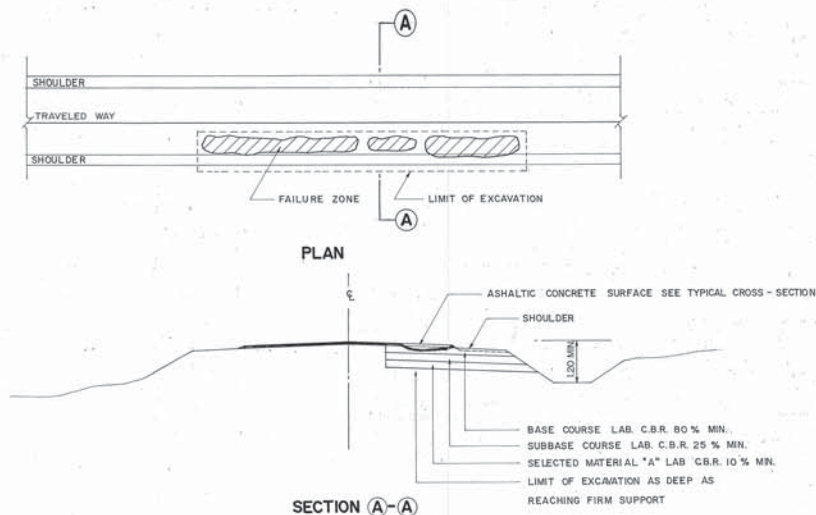 A
SHOULDER
TRAVELED WAY
SHOULDER
FAILURE ZONE
LIMIT OF EXCAVATION
A
PLAN
℄
ASHALTIC CONCRETE SURFACE SEE TYPICAL CROSS-SECTION
SHOULDER
1.20 MIN.
BASE COURSE LAB. C.B.R. 80 % MIN.
SUBBASE COURSE LAB. C.B.R. 25 % MIN.
SELECTED MATERIAL "A" LAB C.B.R. 10 % MIN.
LIMIT OF EXCAVATION AS DEEP AS
REACHING FIRM SUPPORT
SECTION A-A